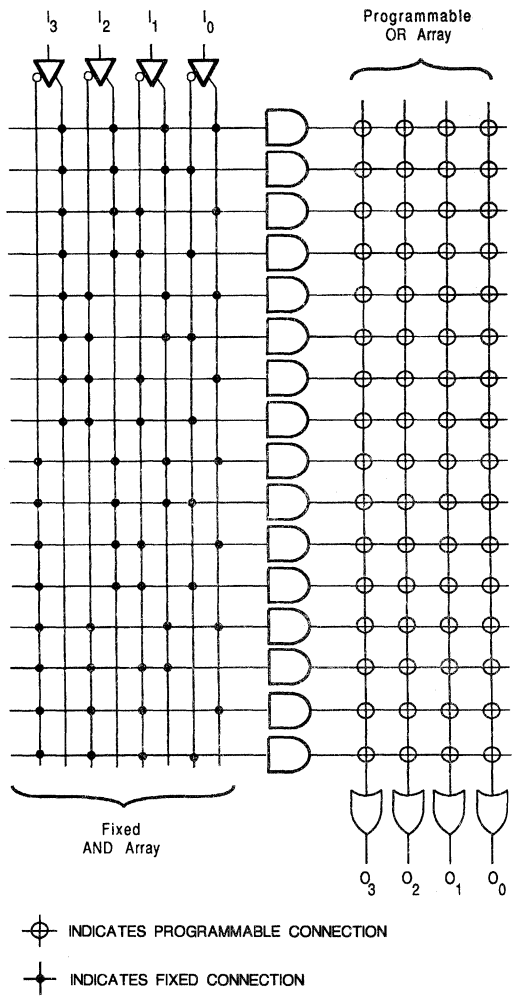 I3 I2 I1 I0
Programmable
OR Array
Fixed
AND Array
O3 O2 O1 O0
INDICATES PROGRAMMABLE CONNECTION
INDICATES FIXED CONNECTION